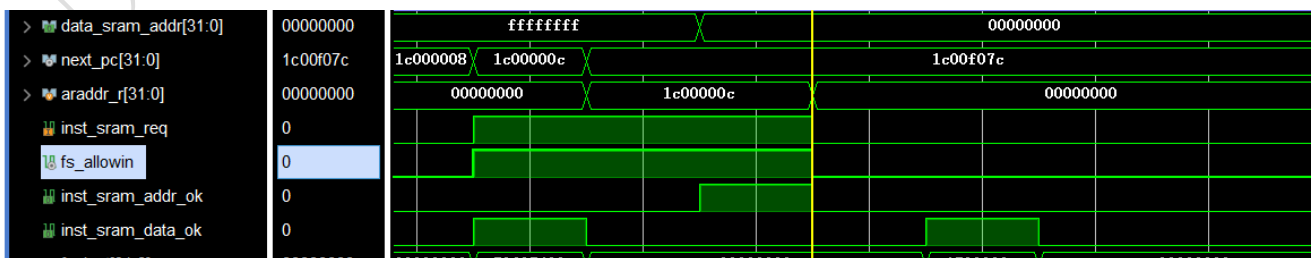 data_sram_addr[31:0] 00000000 ffffffff 00000000
next_pc[31:0] 1c00f07c 1c000008 1c00000c 1c00f07c
araddr_r[31:0] 00000000 00000000 1c00000c 00000000
inst_sram_req 0
fs_allowin 0
inst_sram_addr_ok 0
inst_sram_data_ok 0